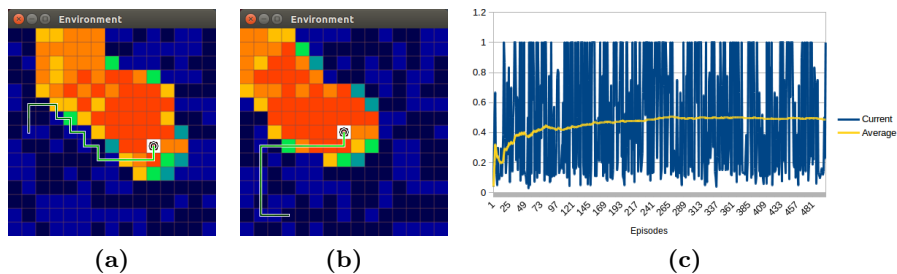 Environment
Environment
1.2
1
0.8
0.6
0.4
0.2
0
1 25 49 73 97 121 145 169 193 217 241 265 289 313 337 361 385 409 433 457 481
Episodes
Current
Average
(a) (b) (c)